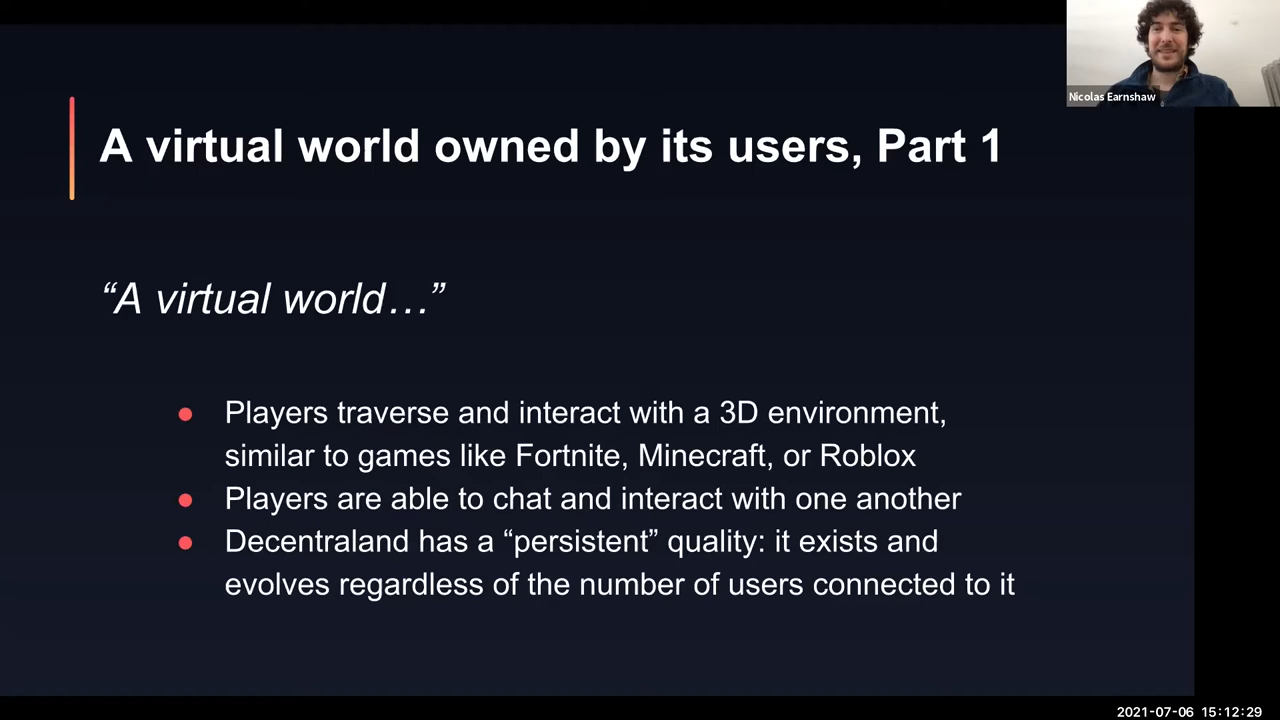 Nicolas Earnshaw
A virtual world owned by its users, Part 1
“A virtual world…”
● Players traverse and interact with a 3D environment,
similar to games like Fortnite, Minecraft, or Roblox
● Players are able to chat and interact with one another
● Decentraland has a “persistent” quality: it exists and
evolves regardless of the number of users connected to it
2021-07-06 15:12:29